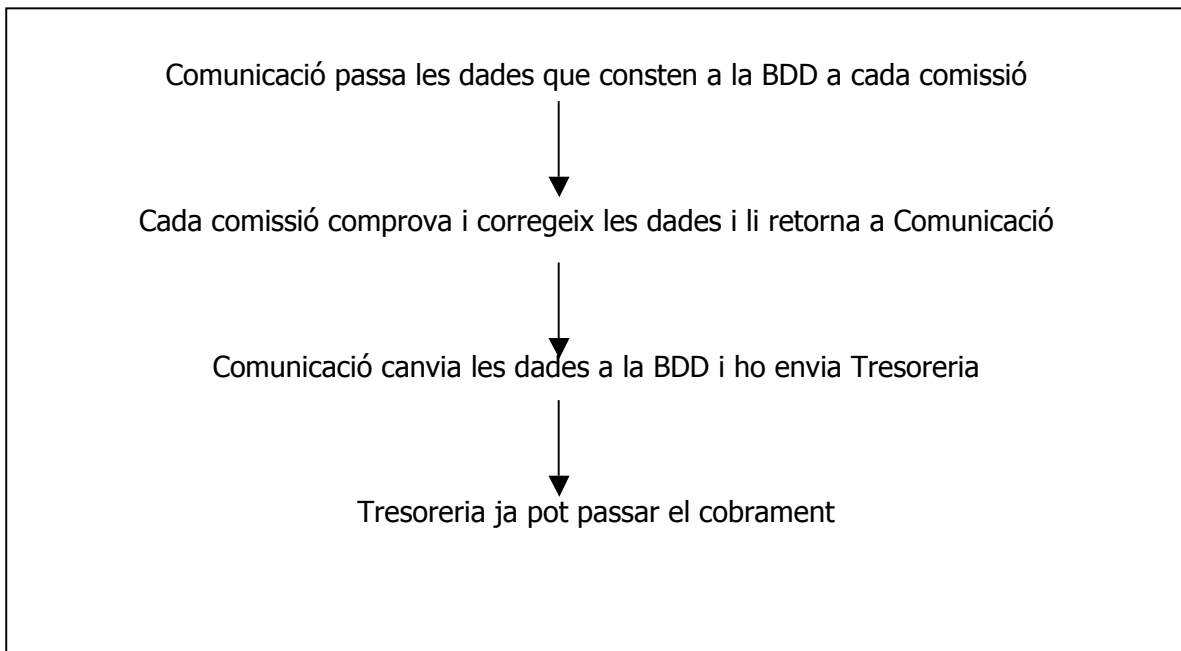 Comunicació passa les dades que consten a la BDD a cada comissió
Cada comissió comprova i corregeix les dades i li retorna a Comunicació
Comunicació canvia les dades a la BDD i ho envia Tresoreria
Tresoreria ja pot passar el cobrament